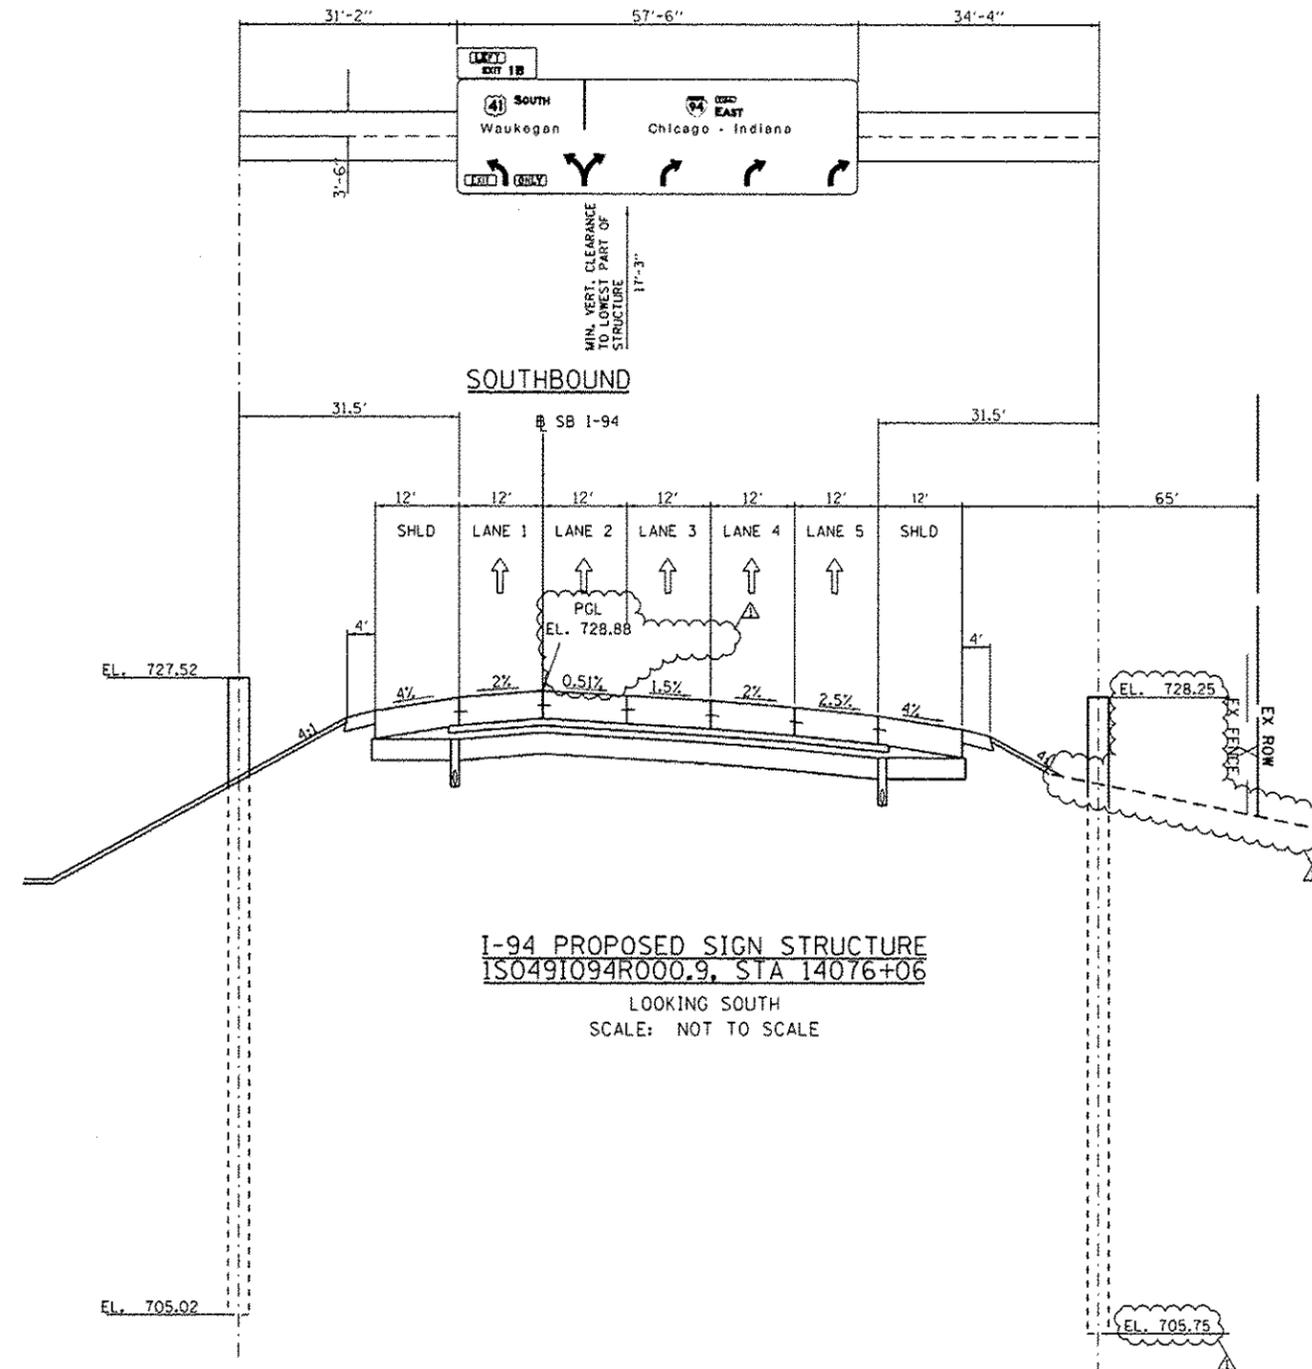 31'-2" 57'-6" 34'-4"
LEFT
EXIT 1B
41 SOUTH
Waukegan
94 EAST
Chicago - Indiana
EXIT ONLY
3'-6"
MIN. VERT. CLEARANCE
TO LOWEST PART OF
STRUCTURE
17'-3"
SOUTHBOUND
31.5' 31.5'
SB I-94
12' 12' 12' 12' 12' 12' 12' 65'
SHLD LANE 1 LANE 2 LANE 3 LANE 4 LANE 5 SHLD
PGL
EL. 728.88
1
4' 4'
EL. 727.52
4% 2% 0.51% 1.5% 2% 2.5% 4%
EL. 728.25
EX FENCE
EX ROW
4:1
I-94 PROPOSED SIGN STRUCTURE
1S049I094R000.9, STA 14076+06
LOOKING SOUTH
SCALE: NOT TO SCALE
EL. 705.02
EL. 705.75
1